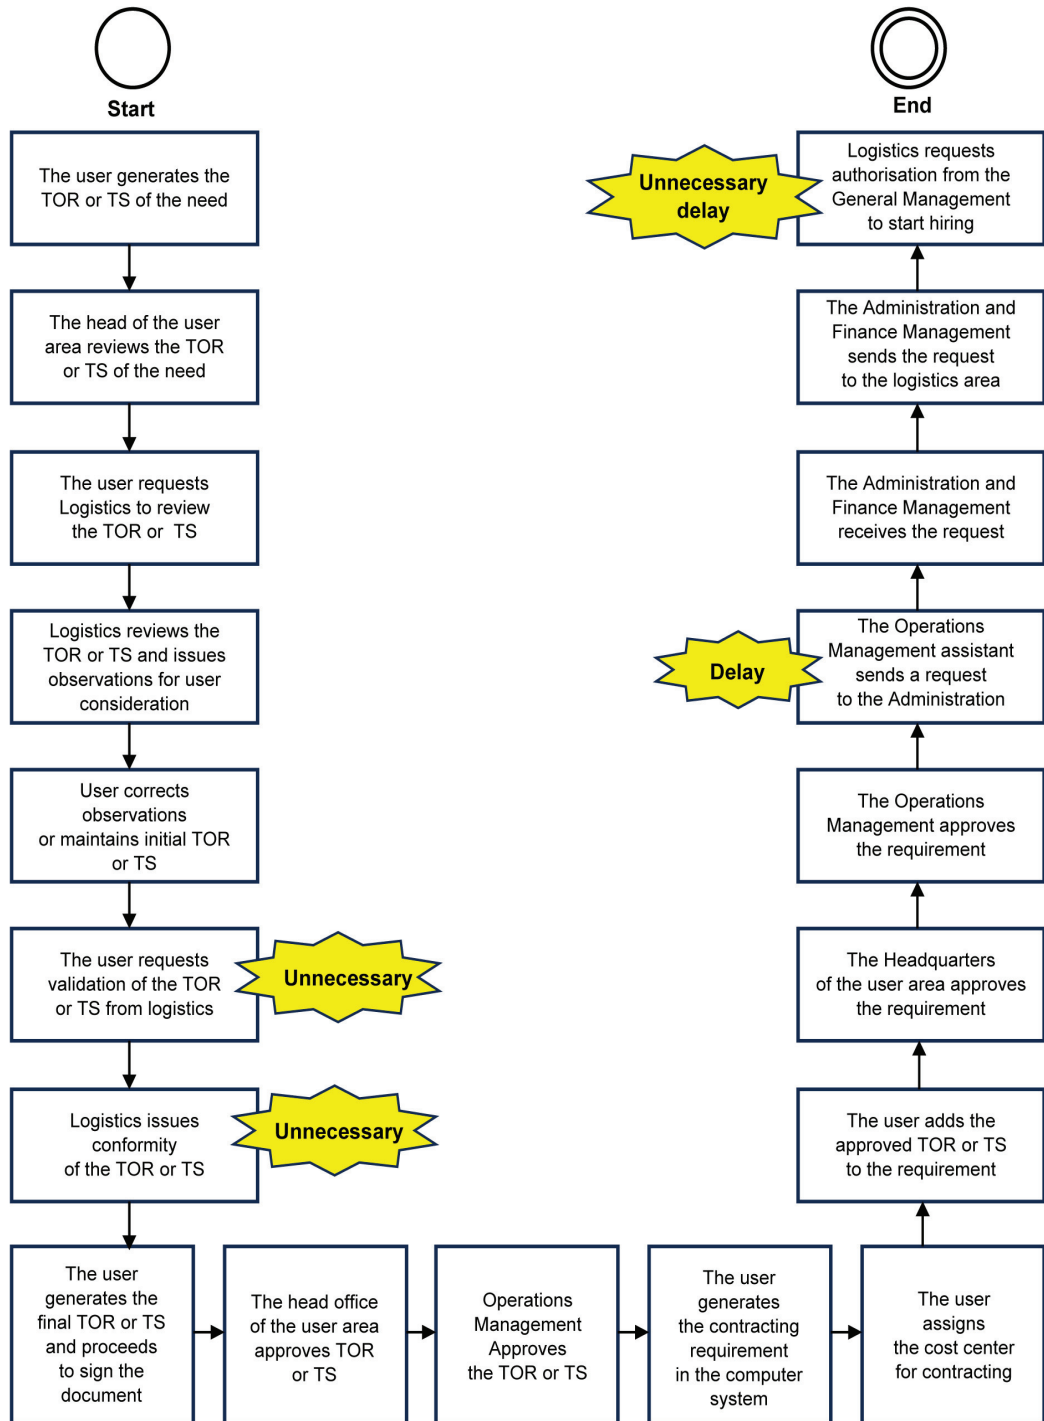 Start
The user generates the
TOR or TS of the need
The head of the user
area reviews the TOR
or TS of the need
The user requests
Logistics to review
the TOR or TS
Logistics reviews the
TOR or TS and issues
observations for user
consideration
User corrects
observations
or maintains initial TOR
or TS
The user requests
validation of the TOR
or TS from logistics
Unnecessary
Logistics issues
conformity
of the TOR or TS
Unnecessary
The user
generates the
final TOR or TS
and proceeds
to sign the
document
The head office
of the user area
approves TOR
or TS
Operations
Management
Approves
the TOR or TS
The user
generates
the contracting
requirement
in the computer
system
The user
assigns
the cost center
for contracting
The user adds the
approved TOR or TS
to the requirement
The Headquarters
of the user area approves
the requirement
The Operations
Management approves
the requirement
The Operations
Management assistant
sends a request
to the Administration
Delay
The Administration and
Finance Management
receives the request
The Administration and
Finance Management
sends the request
to the logistics area
Logistics requests
authorisation from the
General Management
to start hiring
Unnecessary
delay
End